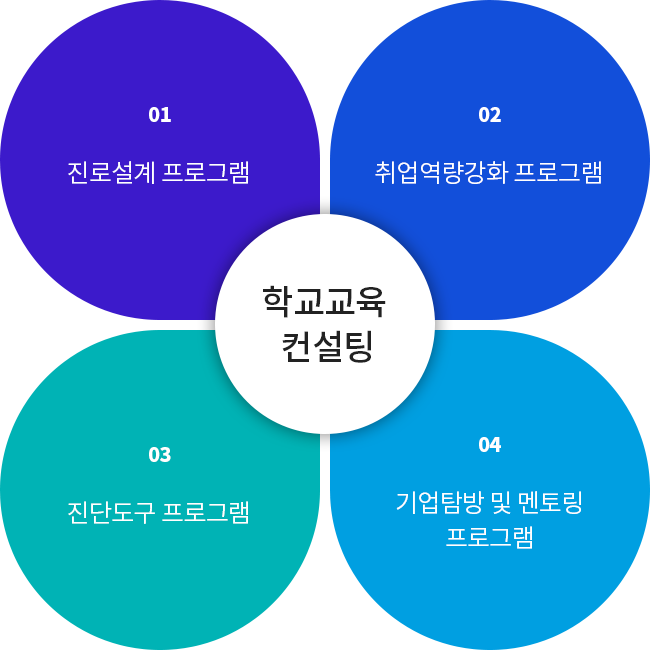 01
진로설계 프로그램
02
취업역량강화 프로그램
학교교육
컨설팅
03
진단도구 프로그램
04
기업탐방 및 멘토링
프로그램